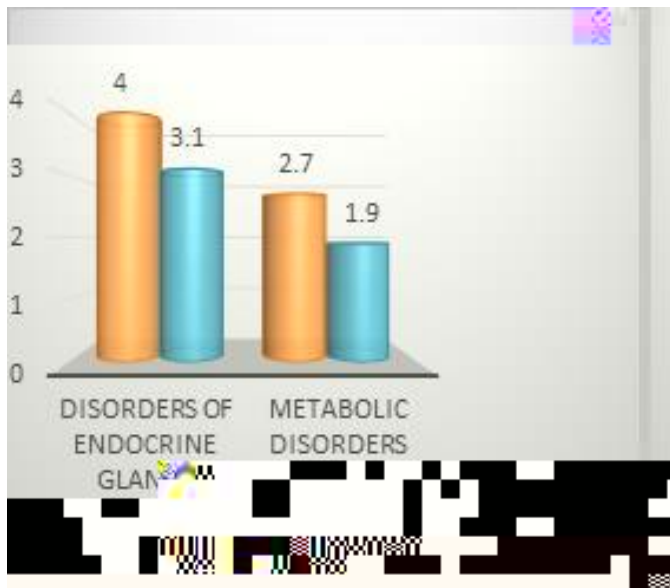 4
3.1
2.7
1.9
4
3
2
1
0
DISORDERS OF
ENDOCRINE
METABOLIC
DISORDERS